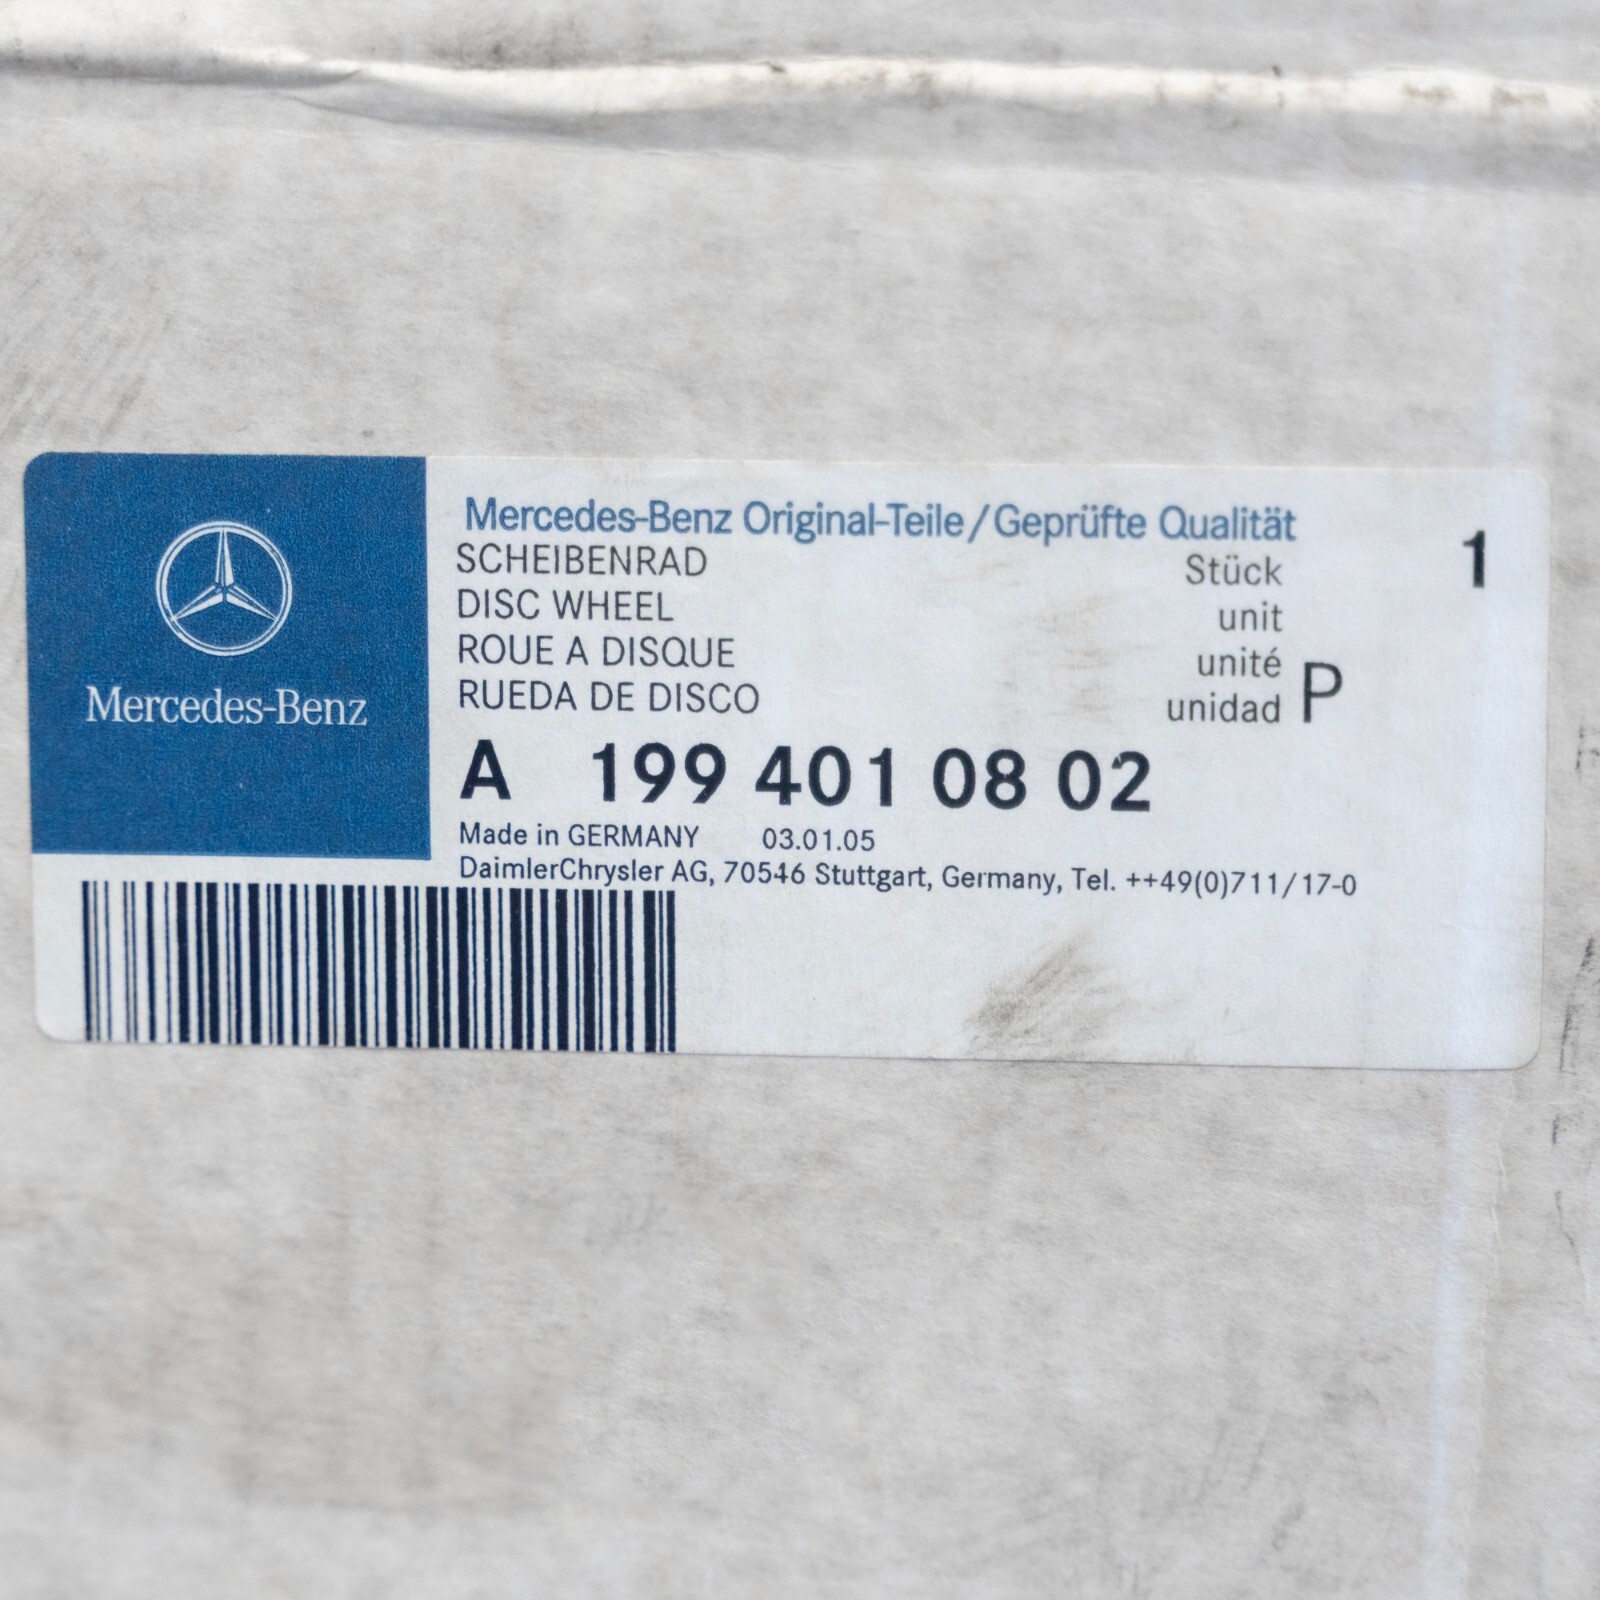 Mercedes-Benz
Mercedes-Benz Original-Teile/Geprüfte Qualität
SCHEIBENRAD
DISC WHEEL
ROUE A DISQUE
RUEDA DE DISCO
Stück
unit
unité
unidad P
1
A 199 401 08 02
Made in GERMANY 03.01.05
DaimlerChrysler AG, 70546 Stuttgart, Germany, Tel. ++49(0)711/17-0